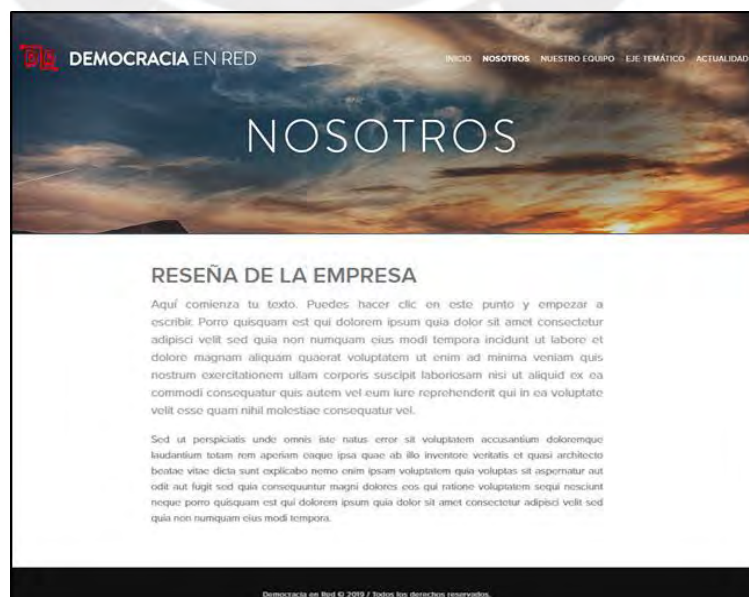 DEMOCRACIA EN RED
INICIO NOSOTROS NUESTRO EQUIPO EJE TEMÁTICO ACTUALIDAD
NOSOTROS
RESEÑA DE LA EMPRESA
Aquí comienza tu texto. Puedes hacer clic en este punto y empezar a
escribir. Porro quisquam est qui dolorem ipsum quia dolor sit amet consectetur
adipisci velit sed quia non numquam eius modi tempora incidunt ut labore et
dolore magnam aliquam quaerat voluptatem ut enim ad minima veniam quis
nostrum exercitationem ullam corporis suscipit laboriosam nisi ut aliquid ex ea
commodi consequatur quis autem vel eum iure reprehenderit qui in ea voluptate
velit esse quam nihil molestiae consequatur vel.
Sed ut perspiciatis unde omnis iste natus error sit voluptatem accusantium doloremque
laudantium totam rem aperiam eaque ipsa quae ab illo inventore veritatis et quasi architecto
beatae vitae dicta sunt explicabo nemo enim ipsam voluptatem quia voluptas sit aspernatur aut
odit aut fugit sed quia consequuntur magni dolores eos qui ratione voluptatem sequi nesciunt
neque porro quisquam est qui dolorem ipsum quia dolor sit amet consectetur adipisci velit sed
quia non numquam eius modi tempora.
Democracia en Red © 2019 / Todos los derechos reservados.